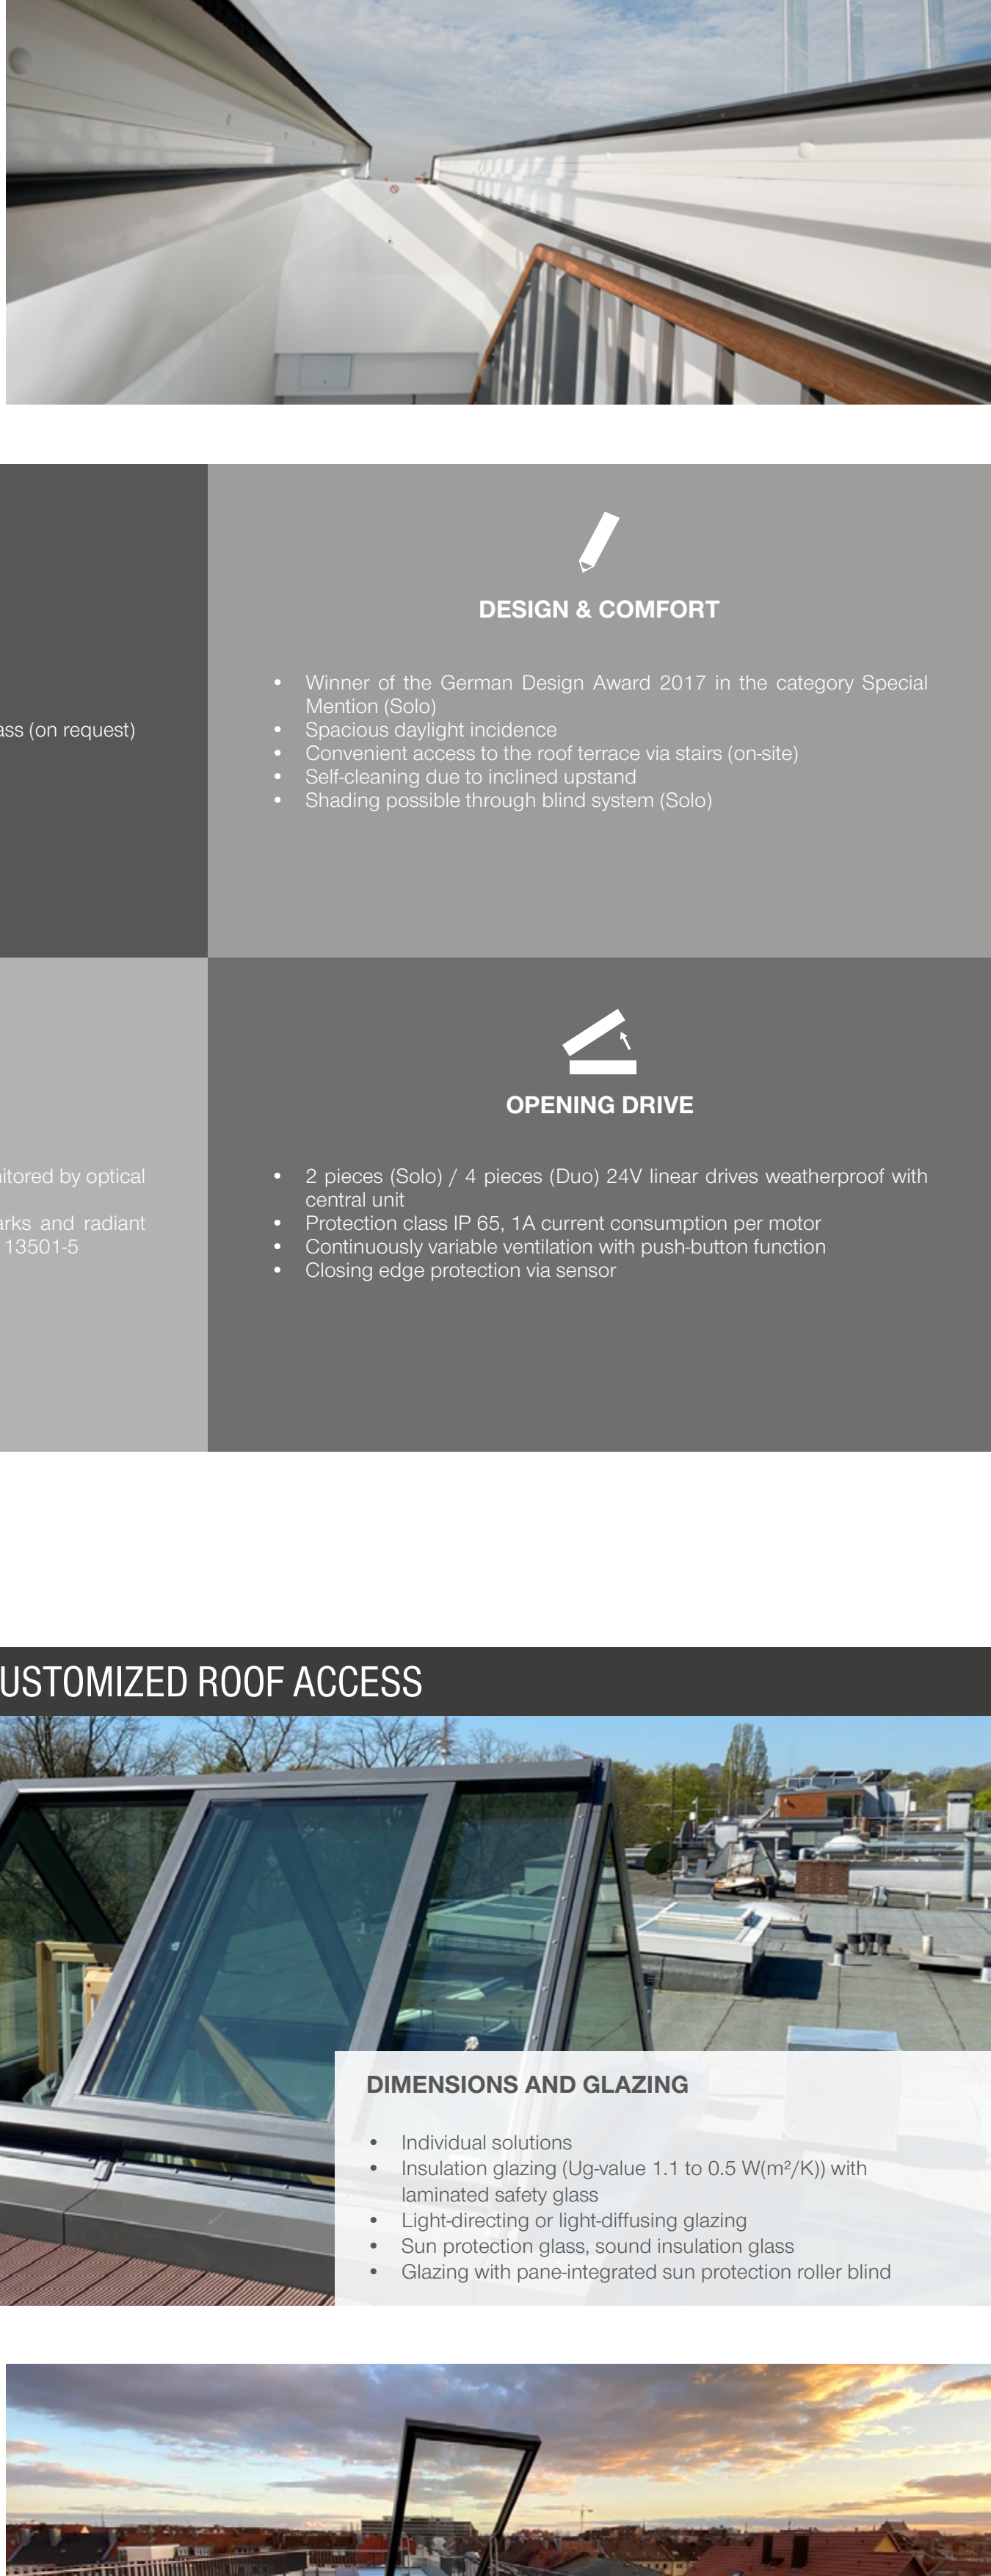 DESIGN & COMFORT
• Winner of the German Design Award 2017 in the category Special
Mention (Solo)
• Spacious daylight incidence
• Convenient access to the roof terrace via stairs (on-site)
• Self-cleaning due to inclined upstand
• Shading possible through blind system (Solo)
ass (on request)
OPENING DRIVE
• 2 pieces (Solo) / 4 pieces (Duo) 24V linear drives weatherproof with
central unit
• Protection class IP 65, 1A current consumption per motor
• Continuously variable ventilation with push-button function
• Closing edge protection via sensor
nitored by optical
arks and radiant
13501-5
USTOMIZED ROOF ACCESS
DIMENSIONS AND GLAZING
• Individual solutions
• Insulation glazing (Ug-value 1.1 to 0.5 W(m²/K)) with
laminated safety glass
• Light-directing or light-diffusing glazing
• Sun protection glass, sound insulation glass
• Glazing with pane-integrated sun protection roller blind